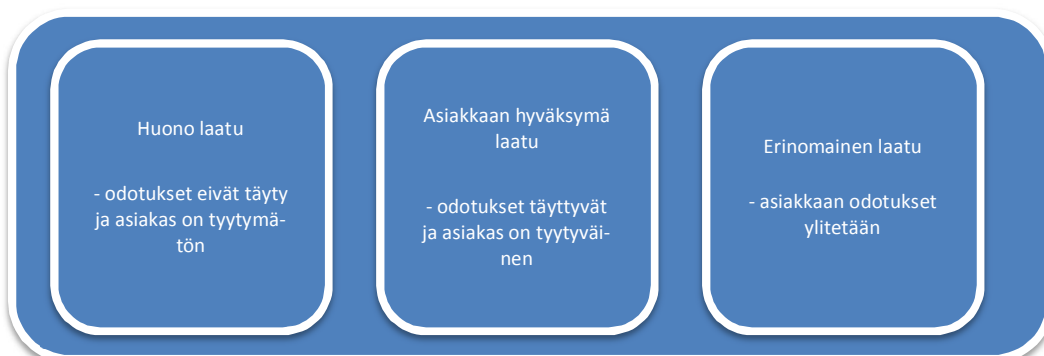 Huono laatu
- odotukset eivät täyty
ja asiakas on tyytymä-
tön
Asiakkaan hyväksymä
laatu
- odotukset täyttyvät
ja asiakas on tyytyväi-
nen
Erinomainen laatu
- asiakkaan odotukset
ylitetään